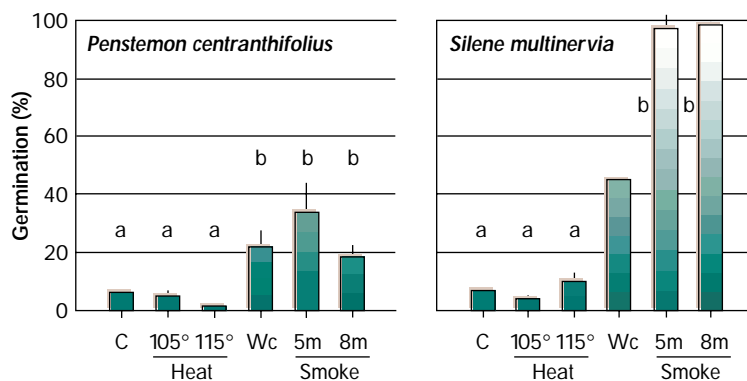 Penstemon centranthifolius
Silene multinervia
Germination (%)
100
80
60
40
20
0
a a a b b b
a a a b b
C 105° 115° Wc 5m 8m
Heat Smoke
C 105° 115° Wc 5m 8m
Heat Smoke